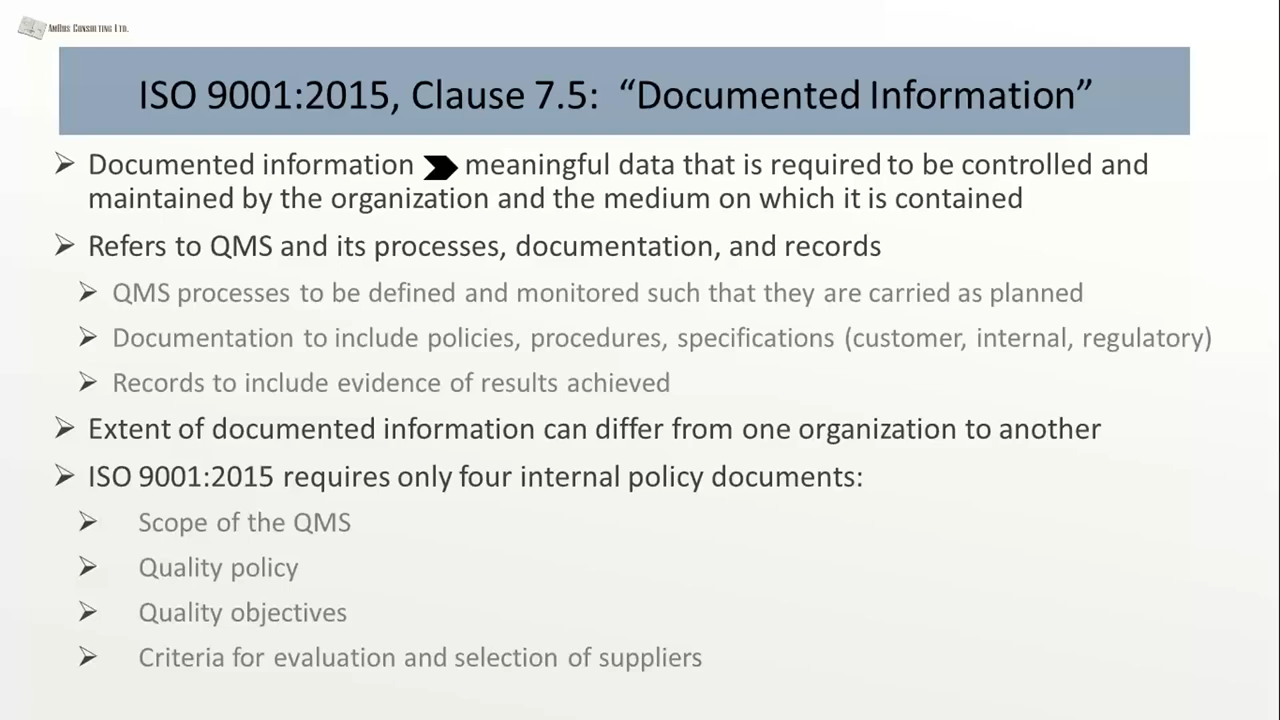 AmBus Consulting Ltd.
ISO 9001:2015, Clause 7.5: “Documented Information”
Documented information meaningful data that is required to be controlled and
maintained by the organization and the medium on which it is contained
Refers to QMS and its processes, documentation, and records
QMS processes to be defined and monitored such that they are carried as planned
Documentation to include policies, procedures, specifications (customer, internal, regulatory)
Records to include evidence of results achieved
Extent of documented information can differ from one organization to another
ISO 9001:2015 requires only four internal policy documents:
Scope of the QMS
Quality policy
Quality objectives
Criteria for evaluation and selection of suppliers